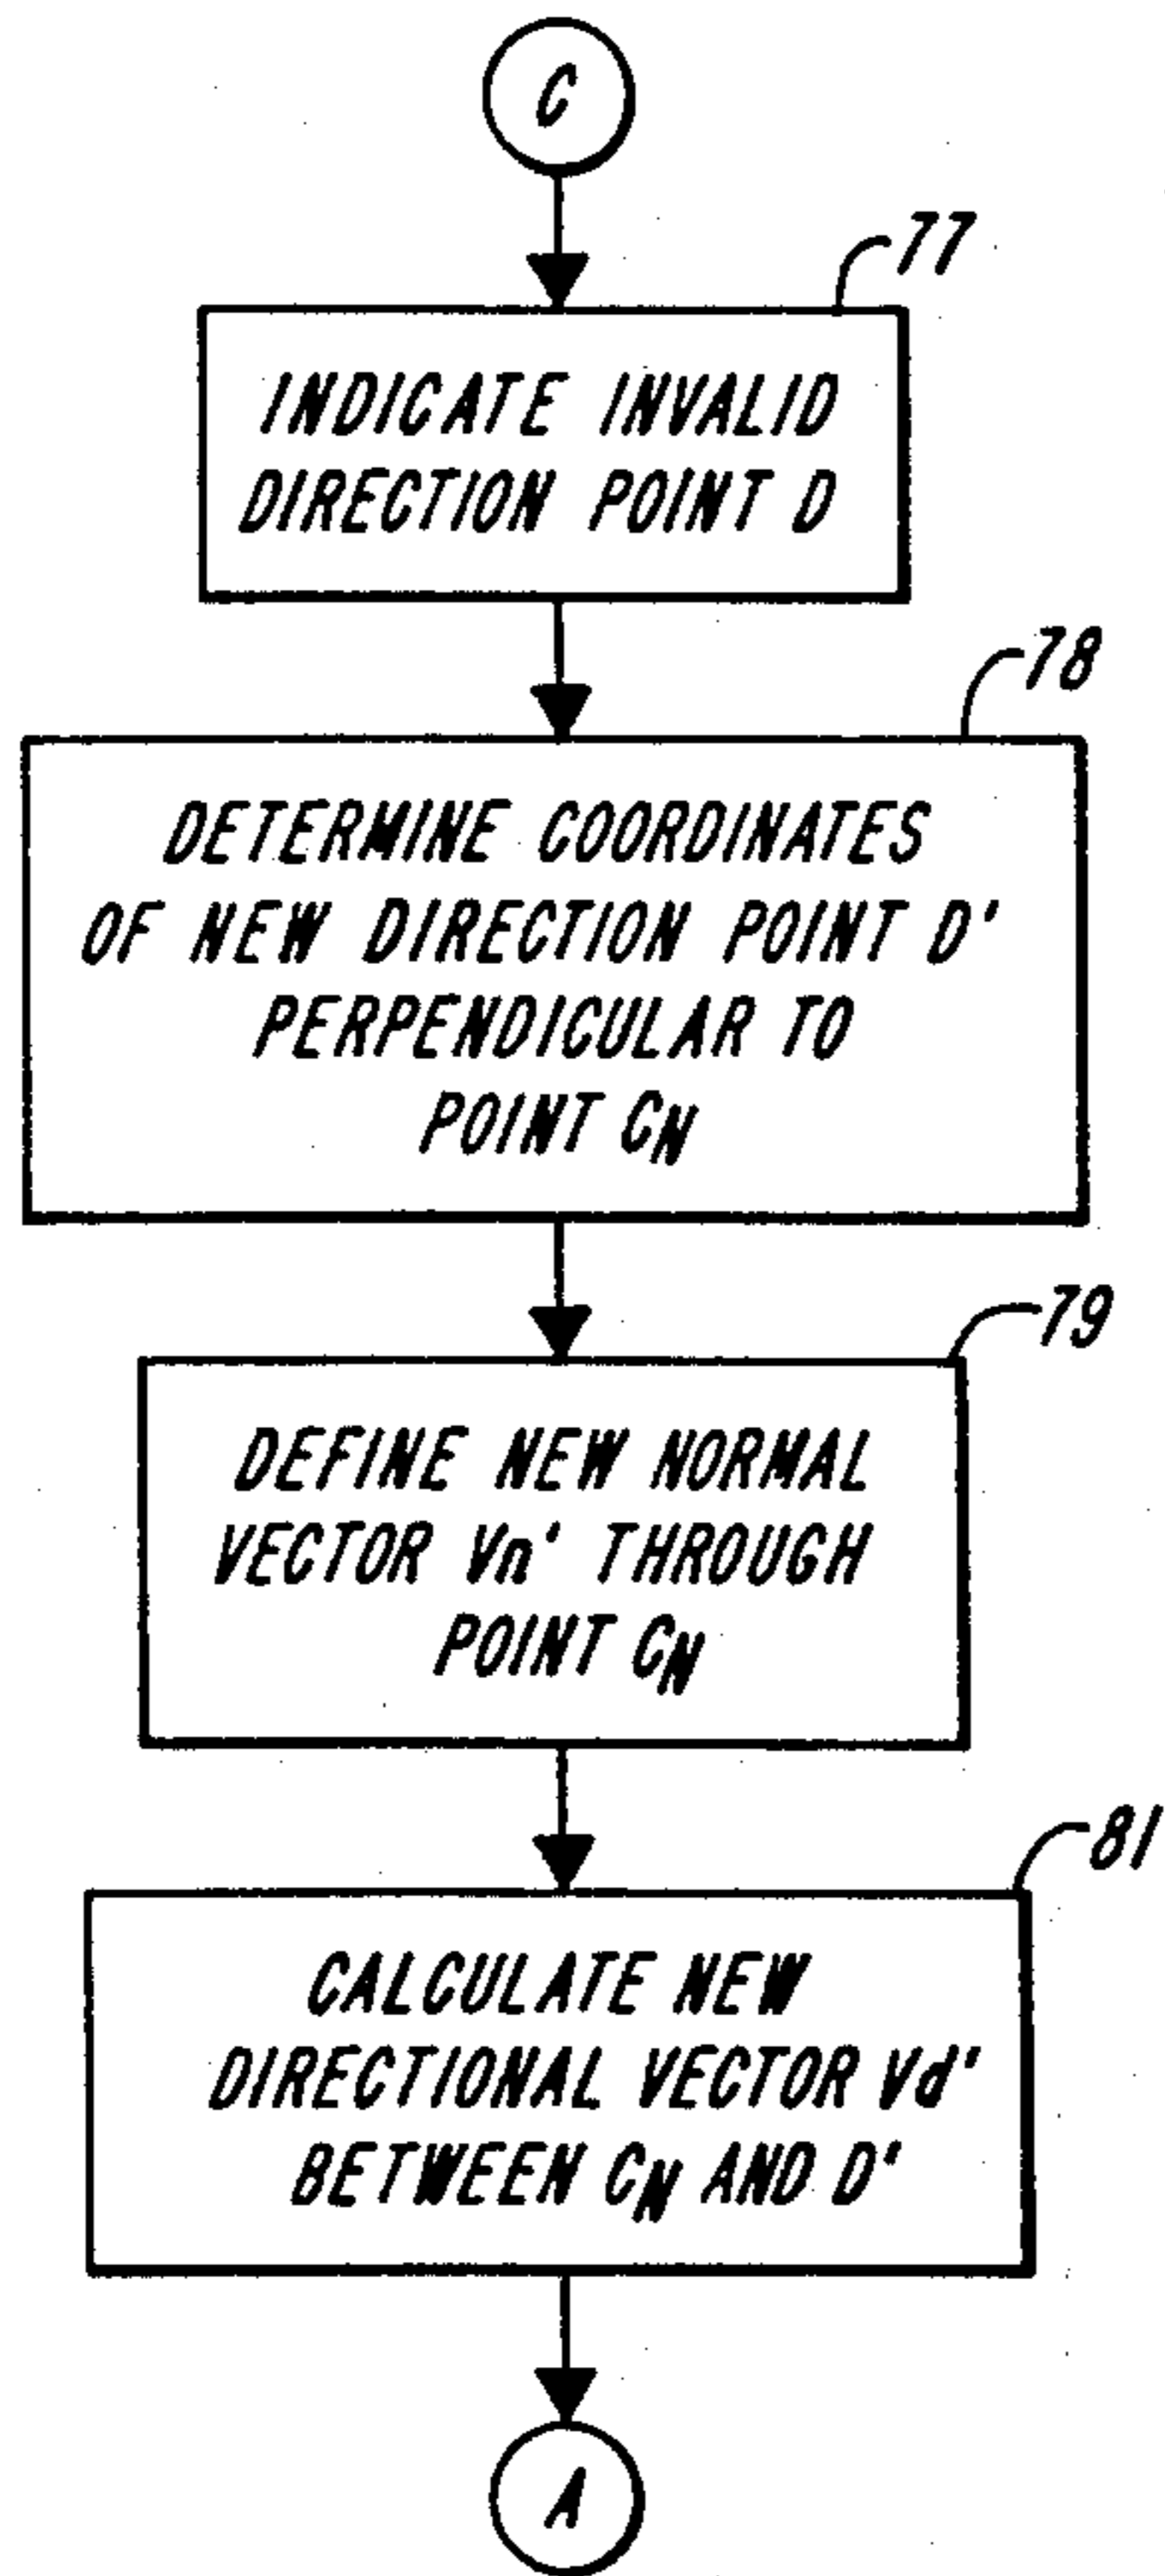 C
77
INDICATE INVALID
DIRECTION POINT D
78
DETERMINE COORDINATES
OF NEW DIRECTION POINT D'
PERPENDICULAR TO
POINT CN
79
DEFINE NEW NORMAL
VECTOR Vn' THROUGH
POINT CN
81
CALCULATE NEW
DIRECTIONAL VECTOR Vd'
BETWEEN CN AND D'
A